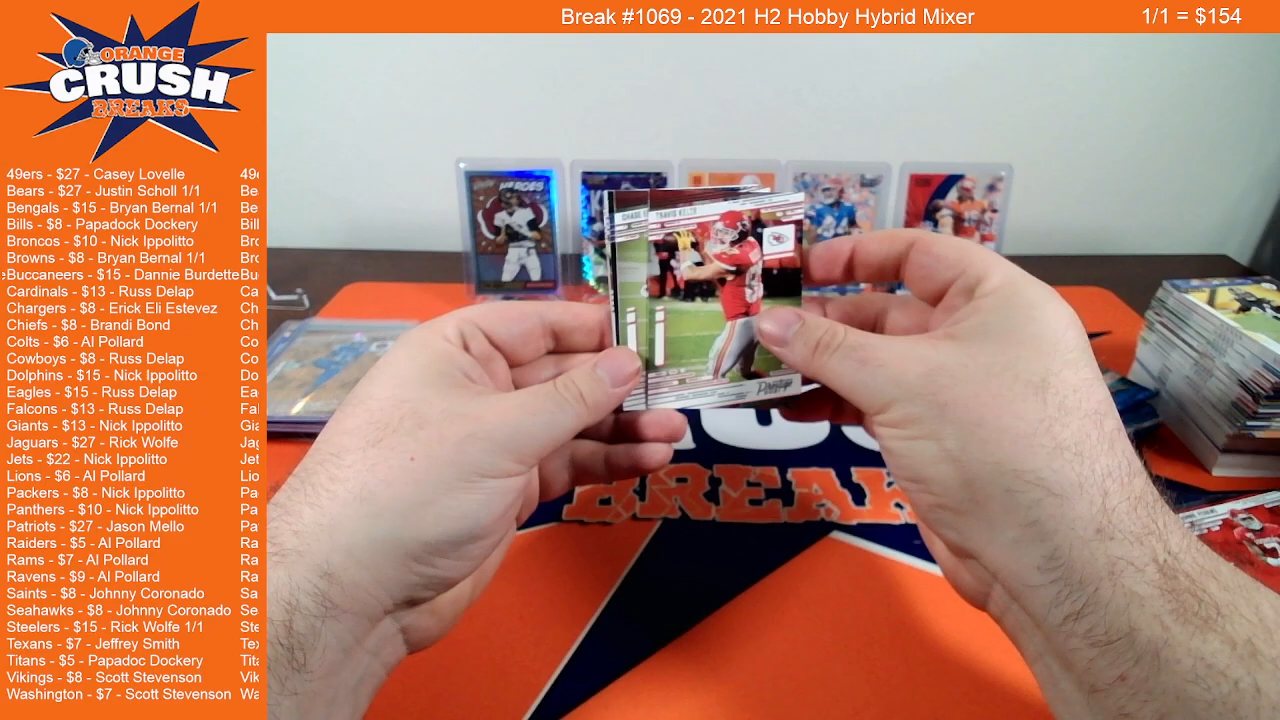 Break #1069 - 2021 H2 Hobby Hybrid Mixer
1/1 = $154
ORANGE
CRUSH
BREAKS
49ers - $27 - Casey Lovelle
Bears - $27 - Justin Scholl 1/1
Bengals - $15 - Bryan Bernal 1/1
Bills - $8 - Papadock Dockery
Broncos - $10 - Nick Ippolitto
Browns - $8 - Bryan Bernal 1/1
Buccaneers - $15 - Dannie Burdette
Cardinals - $13 - Russ Delap
Chargers - $8 - Erick Eli Estevez
Chiefs - $8 - Brandi Bond
Colts - $6 - Al Pollard
Cowboys - $8 - Russ Delap
Dolphins - $15 - Nick Ippolitto
Eagles - $15 - Russ Delap
Falcons - $13 - Russ Delap
Giants - $13 - Nick Ippolitto
Jaguars - $27 - Rick Wolfe
Jets - $22 - Nick Ippolitto
Lions - $6 - Al Pollard
Packers - $8 - Nick Ippolitto
Panthers - $10 - Nick Ippolitto
Patriots - $27 - Jason Mello
Raiders - $5 - Al Pollard
Rams - $7 - Al Pollard
Ravens - $9 - Al Pollard
Saints - $8 - Johnny Coronado
Seahawks - $8 - Johnny Coronado
Steelers - $15 - Rick Wolfe 1/1
Texans - $7 - Jeffrey Smith
Titans - $5 - Papadoc Dockery
Vikings - $8 - Scott Stevenson
Washington - $7 - Scott Stevenson
HEROES
TRAVIS KELCE
Prestige
BREAK